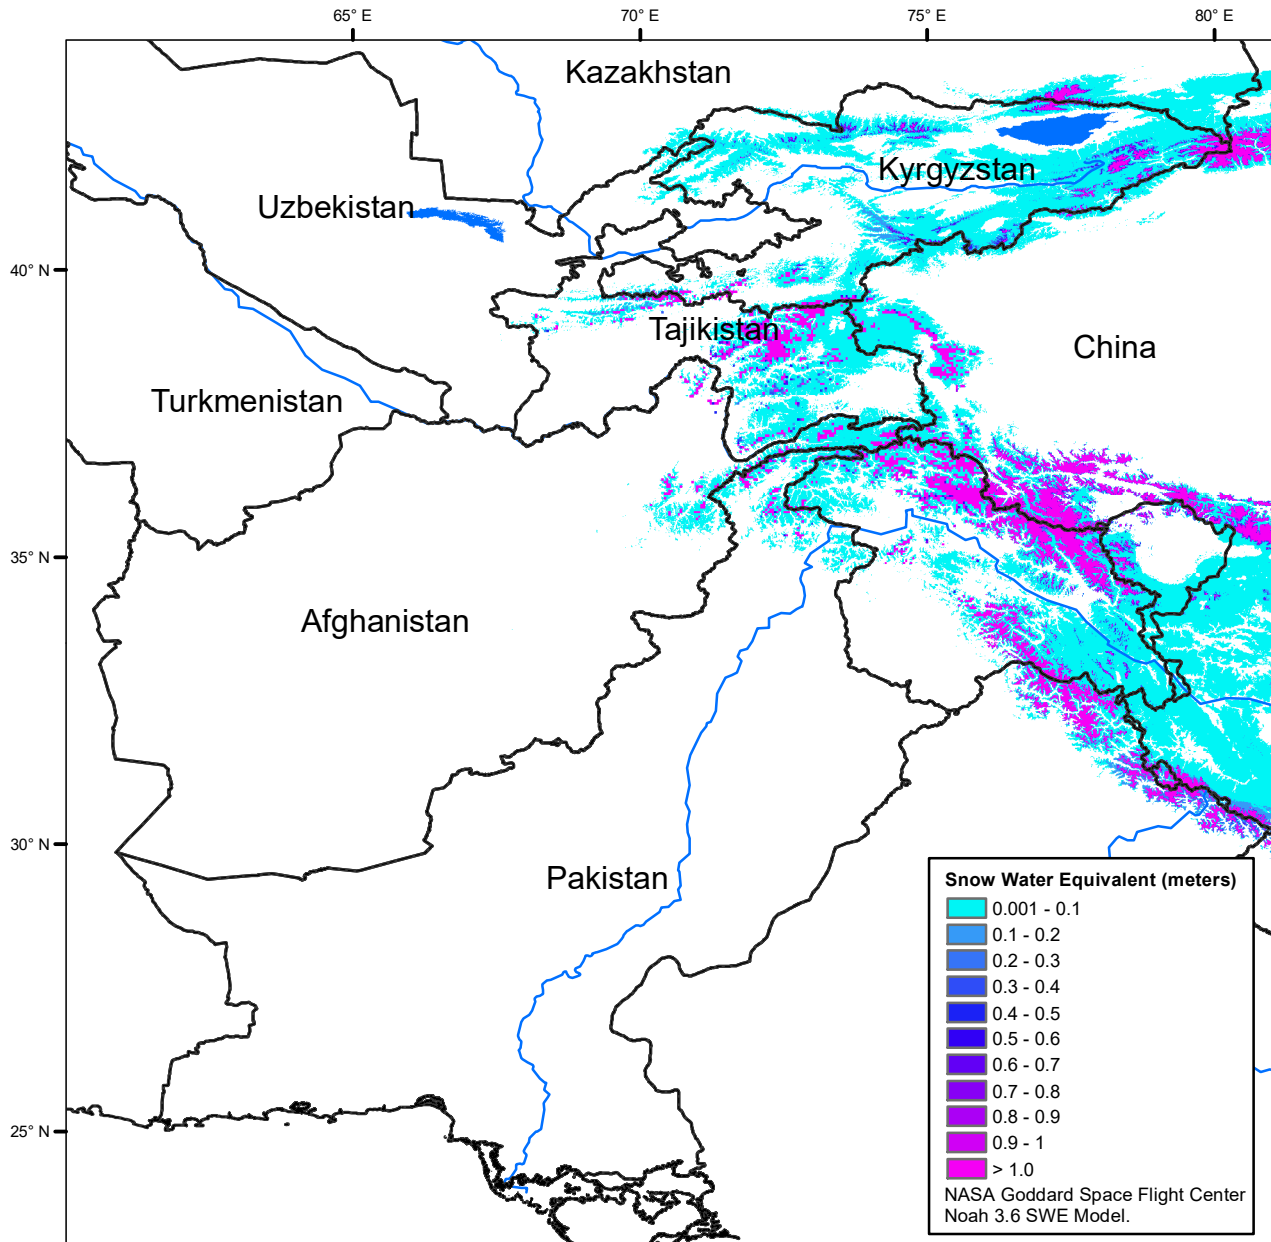 65° E
70° E
75° E
80° E
Kazakhstan
Kyrgyzstan
Uzbekistan
40° N
Tajikistan
China
Turkmenistan
35° N
Afghanistan
30° N
Pakistan
25° N
Snow Water Equivalent (meters)
0.001 - 0.1
0.1 - 0.2
0.2 - 0.3
0.3 - 0.4
0.4 - 0.5
0.5 - 0.6
0.6 - 0.7
0.7 - 0.8
0.8 - 0.9
0.9 - 1
> 1.0
NASA Goddard Space Flight Center
Noah 3.6 SWE Model.